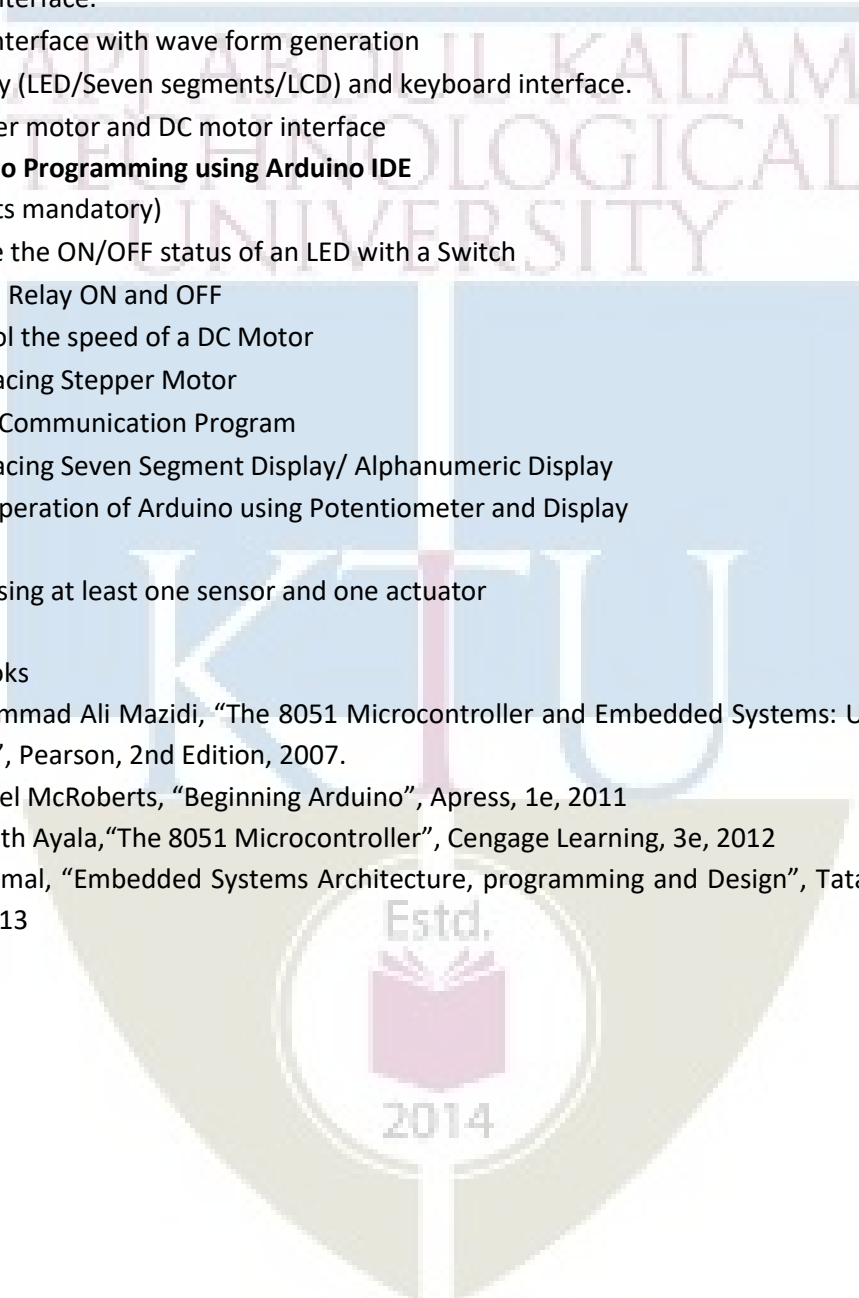 nterface.
nterface with wave form generation
y (LED/Seven segments/LCD) and keyboard interface.
er motor and DC motor interface
o Programming using Arduino IDE
ts mandatory)
e the ON/OFF status of an LED with a Switch
Relay ON and OFF
ol the speed of a DC Motor
acing Stepper Motor
Communication Program
acing Seven Segment Display/ Alphanumeric Display
peration of Arduino using Potentiometer and Display
sing at least one sensor and one actuator
oks
mmad Ali Mazidi, “The 8051 Microcontroller and Embedded Systems: U
”, Pearson, 2nd Edition, 2007.
el McRoberts, “Beginning Arduino”, Apress, 1e, 2011
th Ayala,“The 8051 Microcontroller”, Cengage Learning, 3e, 2012
mal, “Embedded Systems Architecture, programming and Design”, Tata
13
API ABDUL KALAM
TECHNOLOGICAL
UNIVERSITY
KTU
Estd.
2014